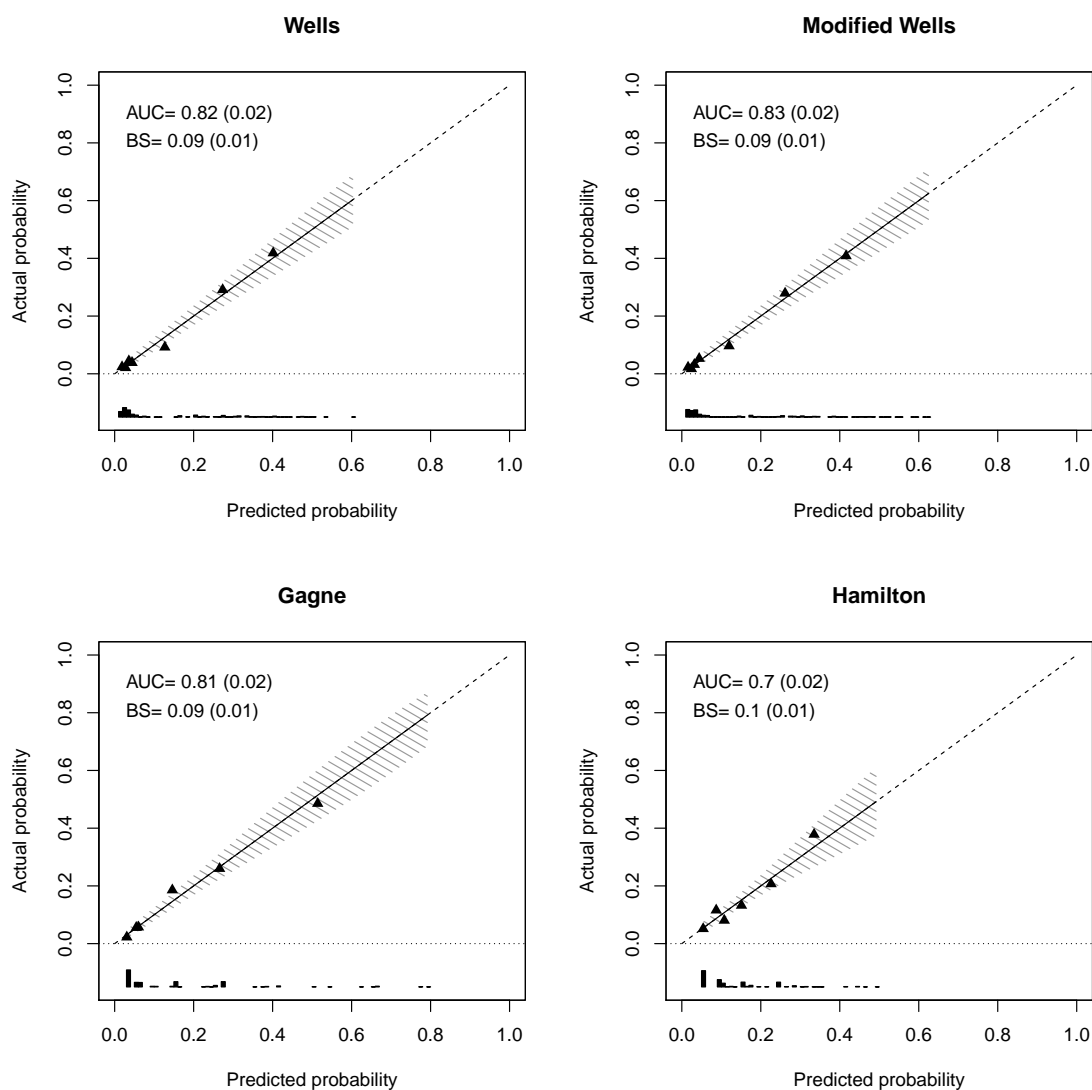 Wells
AUC= 0.82 (0.02)
BS= 0.09 (0.01)
Actual probability
0.0 0.2 0.4 0.6 0.8 1.0
0.0 0.2 0.4 0.6 0.8 1.0
Predicted probability
Modified Wells
AUC= 0.83 (0.02)
BS= 0.09 (0.01)
Actual probability
0.0 0.2 0.4 0.6 0.8 1.0
0.0 0.2 0.4 0.6 0.8 1.0
Predicted probability
Gagne
AUC= 0.81 (0.02)
BS= 0.09 (0.01)
Actual probability
0.0 0.2 0.4 0.6 0.8 1.0
0.0 0.2 0.4 0.6 0.8 1.0
Predicted probability
Hamilton
AUC= 0.7 (0.02)
BS= 0.1 (0.01)
Actual probability
0.0 0.2 0.4 0.6 0.8 1.0
0.0 0.2 0.4 0.6 0.8 1.0
Predicted probability